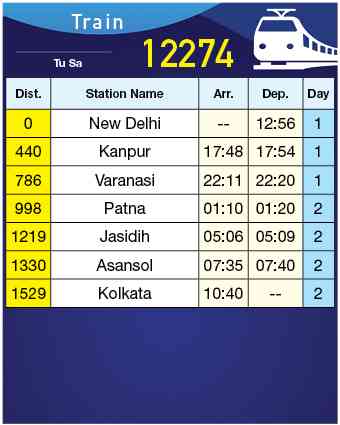 Train
Tu Sa
12274
Dist. Station Name Arr. Dep. Day
0 New Delhi -- 12:56 1
440 Kanpur 17:48 17:54 1
786 Varanasi 22:11 22:20 1
998 Patna 01:10 01:20 2
1219 Jasidih 05:06 05:09 2
1330 Asansol 07:35 07:40 2
1529 Kolkata 10:40 -- 2